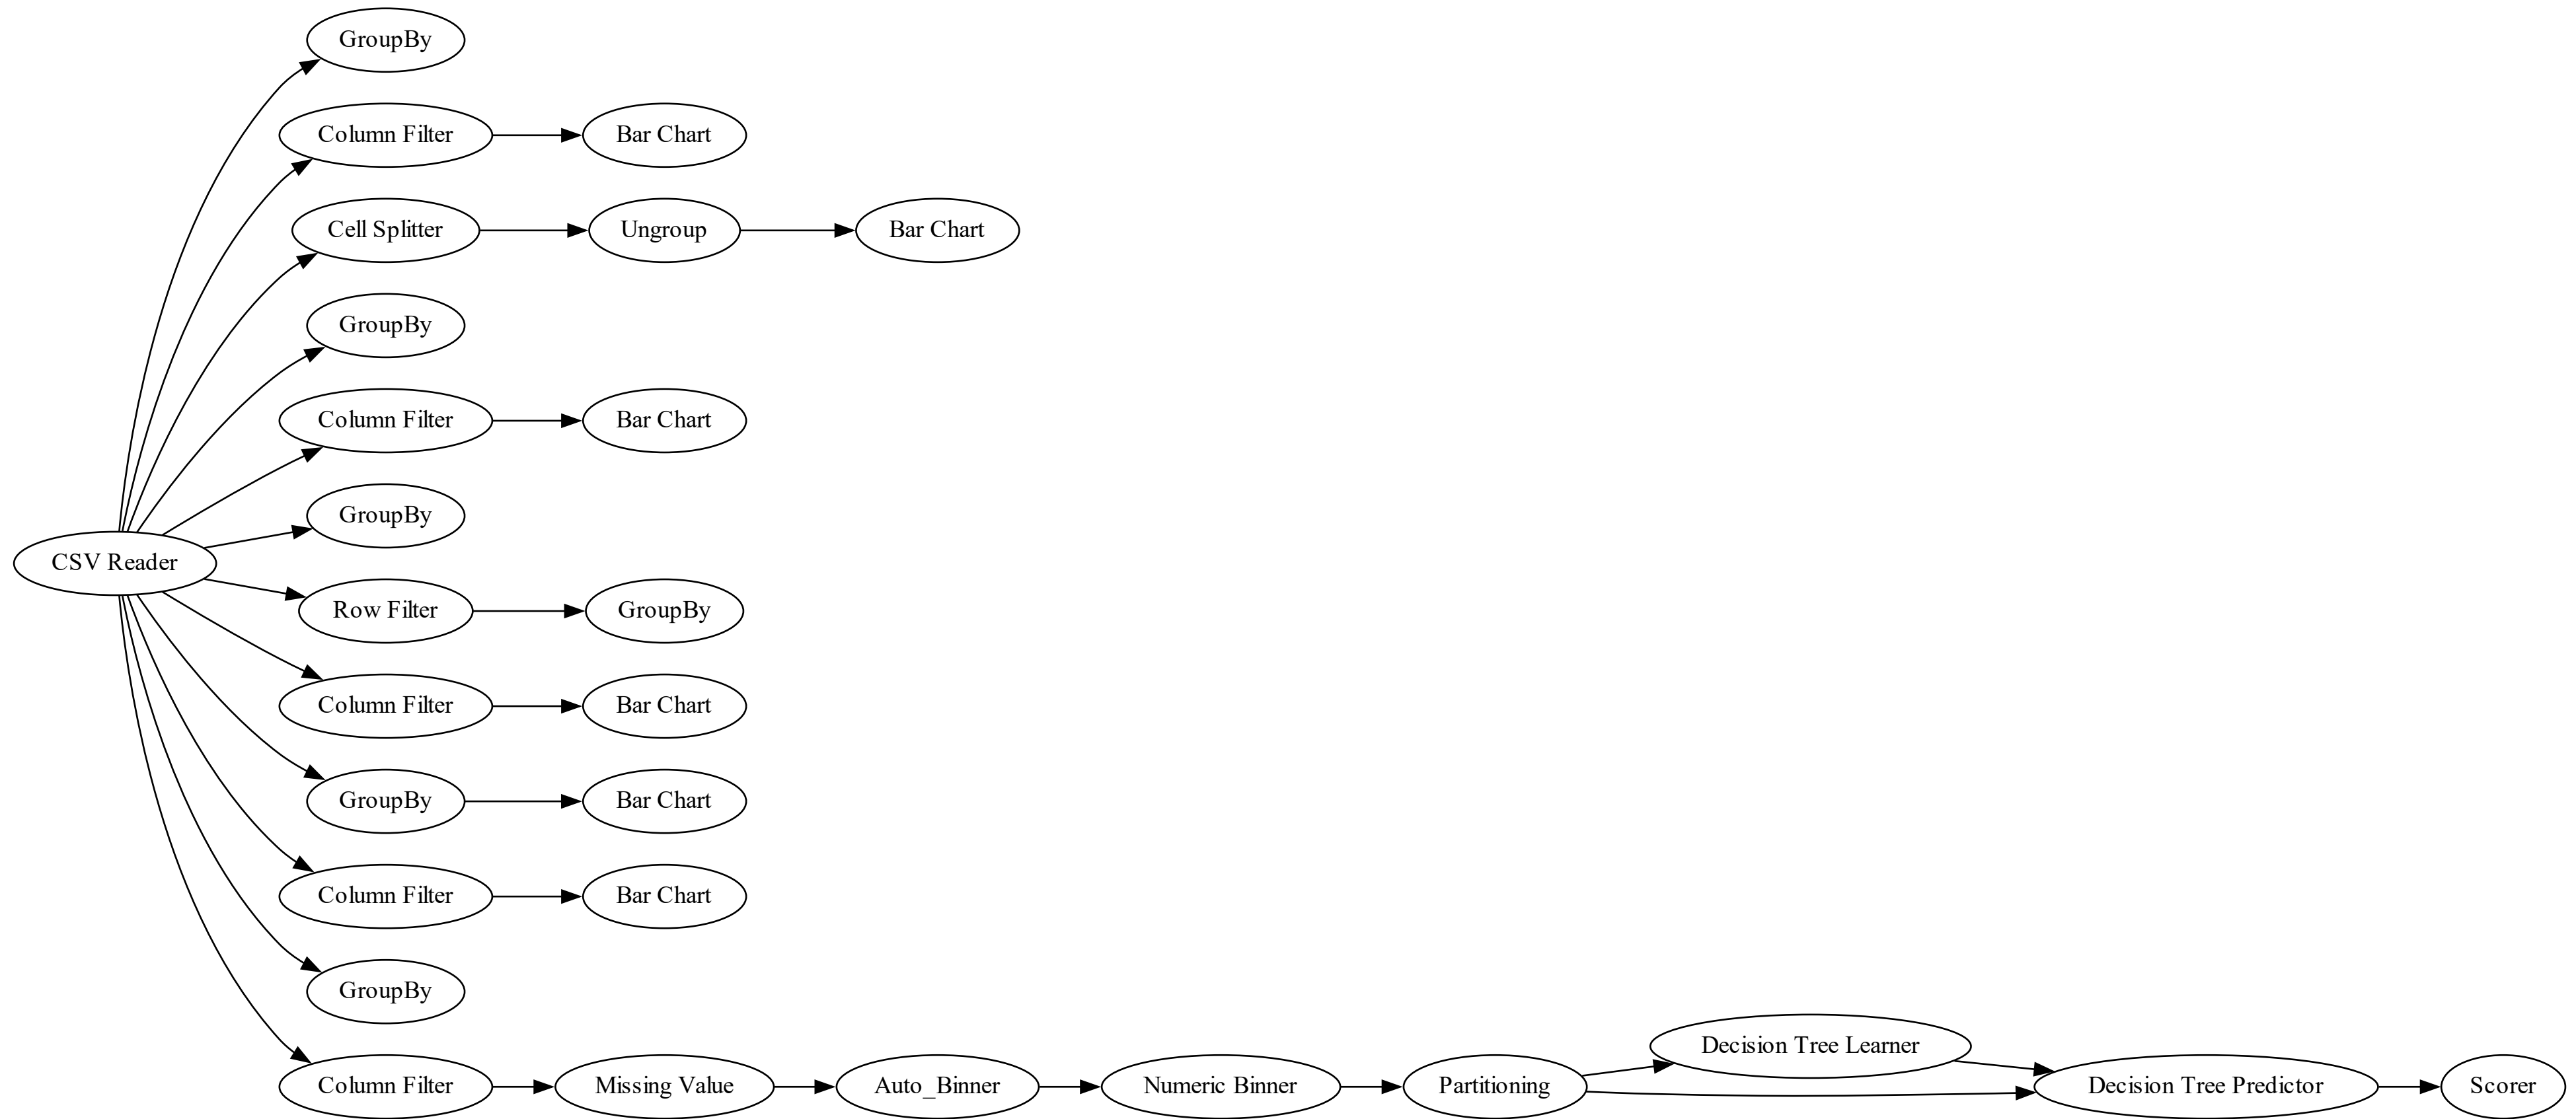 GroupBy
Column Filter
Bar Chart
Cell Splitter
Ungroup
Bar Chart
GroupBy
Column Filter
Bar Chart
GroupBy
CSV Reader
Row Filter
GroupBy
Column Filter
Bar Chart
GroupBy
Bar Chart
Column Filter
Bar Chart
GroupBy
Column Filter
Missing Value
Auto_Binner
Numeric Binner
Partitioning
Decision Tree Learner
Decision Tree Predictor
Scorer